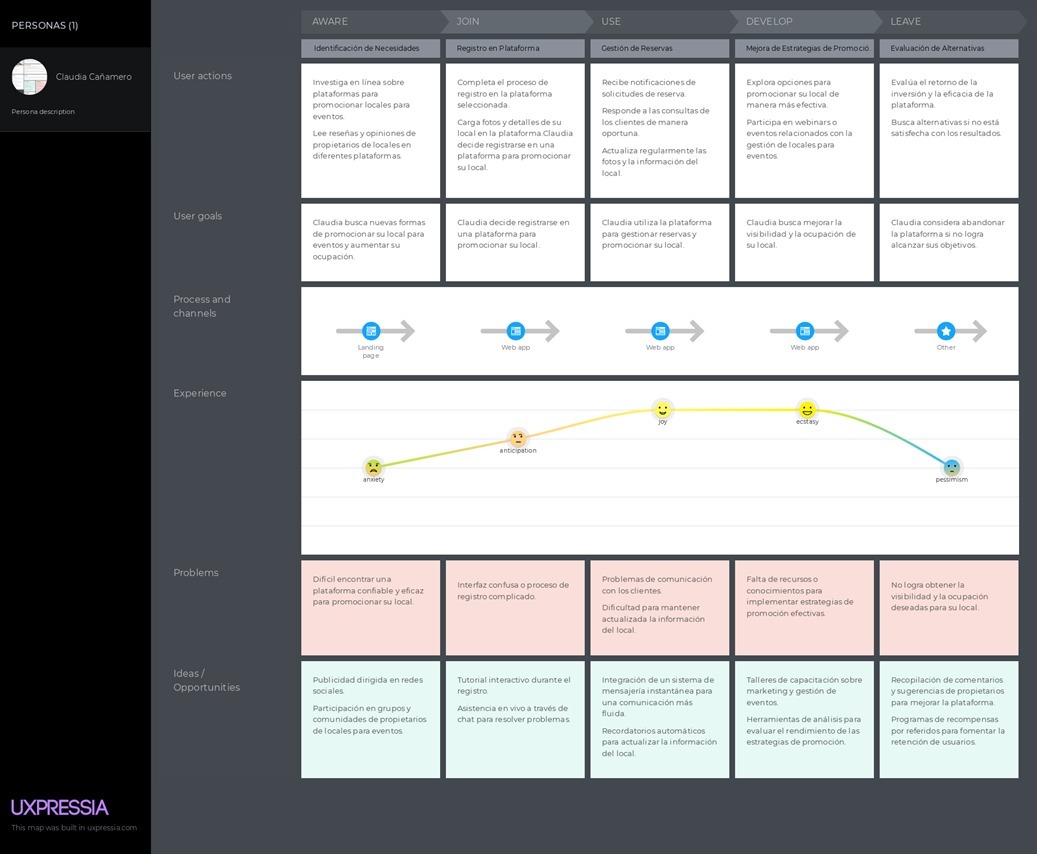 PERSONAS (1)
Claudia Cañamero
Persona description
AWARE
JOIN
USE
DEVELOP
LEAVE
Identificación de Necesidades
Registro en Plataforma
Gestión de Reservas
Mejora de Estrategias de Promoció
Evaluación de Alternativas
User actions
Investiga en línea sobre
plataformas para
promocionar locales para
eventos.
Lee reseñas y opiniones de
propietarios de locales en
diferentes plataformas.
Completa el proceso de
registro en la plataforma
seleccionada.
Carga fotos y detalles de su
local en la plataforma.Claudia
decide registrarse en una
plataforma para promocionar
su local.
Recibe notificaciones de
solicitudes de reserva.
Responde a las consultas de
los clientes de manera
oportuna.
Actualiza regularmente las
fotos y la información del
local.
Explora opciones para
promocionar su local de
manera más efectiva.
Participa en webinars o
eventos relacionados con la
gestión de locales para
eventos.
Evalúa el retorno de la
inversión y la eficacia de la
plataforma.
Busca alternativas si no está
satisfecha con los resultados.
User goals
Claudia busca nuevas formas
de promocionar su local para
eventos y aumentar su
ocupación.
Claudia decide registrarse en
una plataforma para
promocionar su local.
Claudia utiliza la plataforma
para gestionar reservas y
promocionar su local.
Claudia busca mejorar la
visibilidad y la ocupación de
su local.
Claudia considera abandonar
la plataforma si no logra
alcanzar sus objetivos.
Process and
channels
Landing
page
Web app
Web app
Web app
Other
Experience
anxiety
anticipation
joy
ecstasy
pessimism
Problems
Difícil encontrar una
plataforma confiable y eficaz
para promocionar su local.
Interfaz confusa o proceso de
registro complicado.
Problemas de comunicación
con los clientes.
Dificultad para mantener
actualizada la información
del local.
Falta de recursos o
conocimientos para
implementar estrategias de
promoción efectivas.
No logra obtener la
visibilidad y la ocupación
deseadas para su local.
Ideas /
Opportunities
Publicidad dirigida en redes
sociales.
Participación en grupos y
comunidades de propietarios
de locales para eventos.
Tutorial interactivo durante el
registro.
Asistencia en vivo a través de
chat para resolver problemas.
Integración de un sistema de
mensajería instantánea para
una comunicación más
fluida.
Recordatorios automáticos
para actualizar la información
del local.
Talleres de capacitación sobre
marketing y gestión de
eventos.
Herramientas de análisis para
evaluar el rendimiento de las
estrategias de promoción.
Recopilación de comentarios
y sugerencias de propietarios
para mejorar la plataforma.
Programas de recompensas
por referidos para fomentar la
retención de usuarios.
UXPRESSIA
This map was built in uxpressia.com